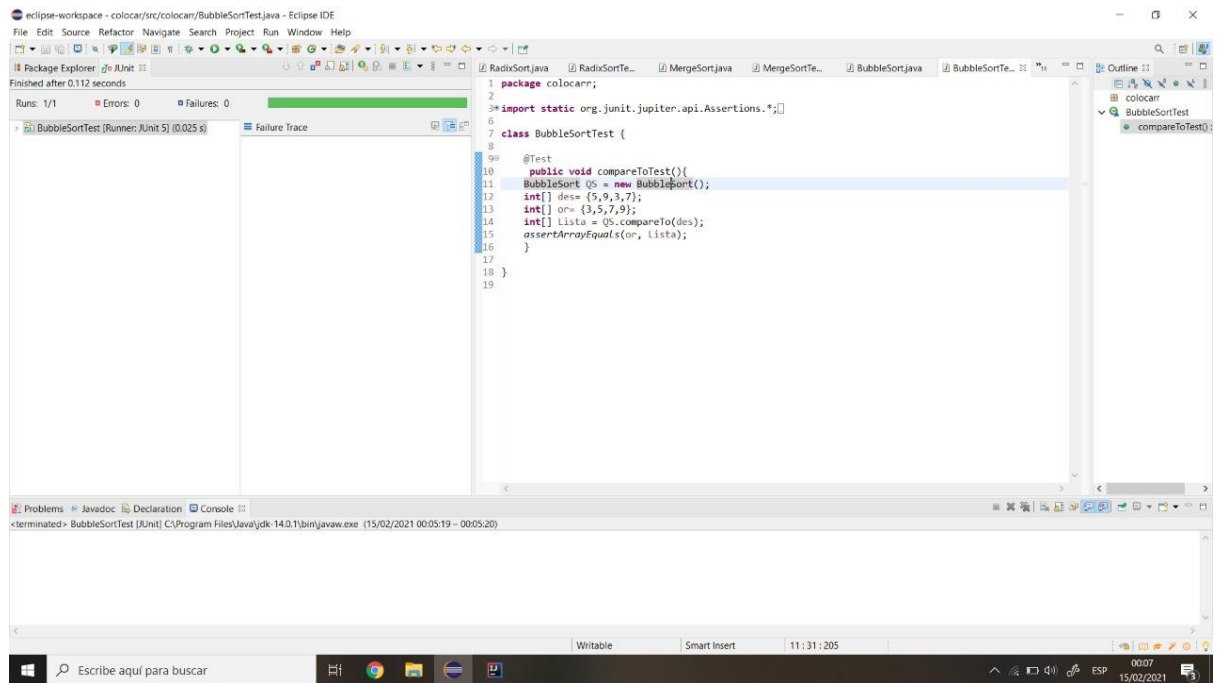 eclipse-workspace - colocar/src/colocarr/BubbleSortTest.java - Eclipse IDE
File Edit Source Refactor Navigate Search Project Run Window Help
Package Explorer JUnit
Finished after 0.112 seconds
Runs: 1/1 Errors: 0 Failures: 0
BubbleSortTest [Runner: JUnit 5] (0.025 s)
Failure Trace
RadixSort.java RadixSortTe... MergeSort.java MergeSortTe... BubbleSort.java BubbleSortTe... "11
1 package colocarr;
2
3 import static org.junit.jupiter.api.Assertions.*;
6
7 class BubbleSortTest {
8
9 @Test
10 public void compareToTest(){
11 BubbleSort QS = new BubbleSort();
12 int[] des= {5,9,3,7};
13 int[] or= {3,5,7,9};
14 int[] Lista = QS.compareTo(des);
15 assertArrayEquals(or, Lista);
16 }
17
18 }
19
Outline
colocarr
BubbleSortTest
compareToTest() :
Problems Javadoc Declaration Console
<terminated> BubbleSortTest [JUnit] C:\Program Files\Java\jdk-14.0.1\bin\javaw.exe (15/02/2021 00:05:19 – 00:05:20)
Writable Smart Insert 11 : 31 : 205
Escribe aquí para buscar
ESP
00:07
15/02/2021
3